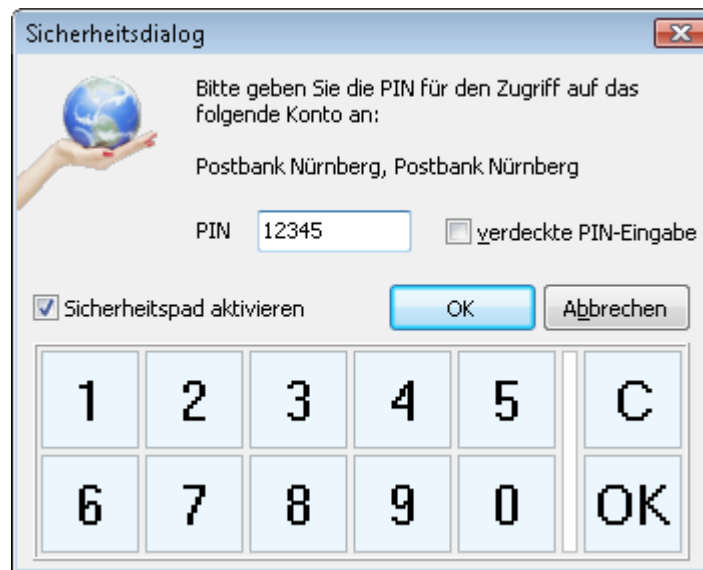 Sicherheitsdialog
Bitte geben Sie die PIN für den Zugriff auf das
folgende Konto an:
Postbank Nürnberg, Postbank Nürnberg
PIN 12345 verdeckte PIN-Eingabe
Sicherheitspad aktivieren OK Abbrechen
1 2 3 4 5 C
6 7 8 9 0 OK